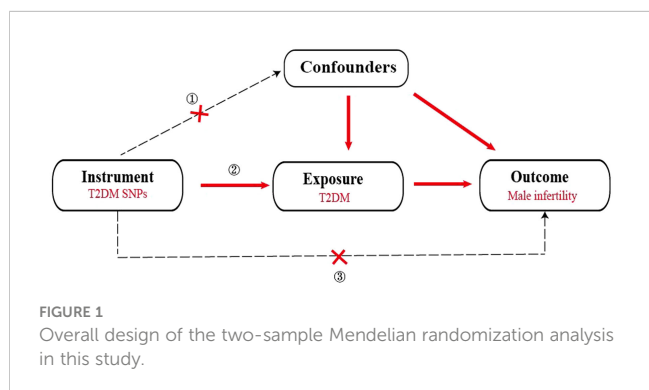 Confounders
①
Instrument
T2DM SNPs
②
Exposure
T2DM
Outcome
Male infertility
③
FIGURE 1
Overall design of the two-sample Mendelian randomization analysis
in this study.